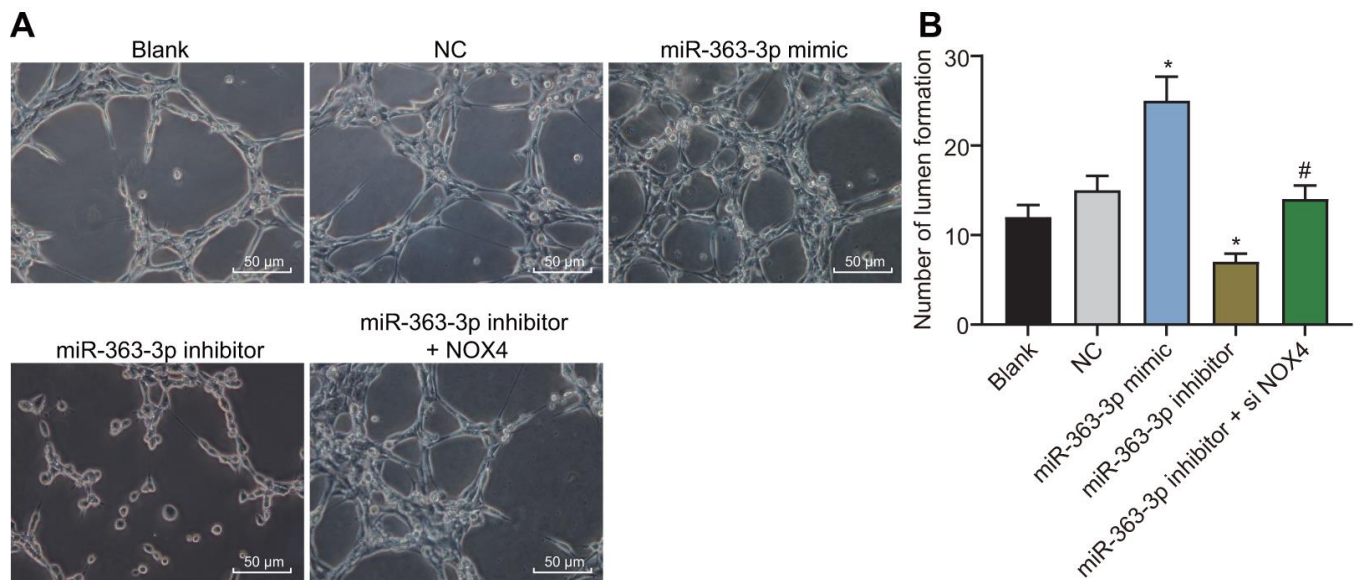 A
Blank
NC
miR-363-3p mimic
50 µm
50 µm
50 µm
miR-363-3p inhibitor
miR-363-3p inhibitor
+ NOX4
50 µm
50 µm
B
Number of lumen formation
30
20
10
0
*
*
#
Blank
NC
miR-363-3p mimic
miR-363-3p inhibitor
miR-363-3p inhibitor + si NOX4